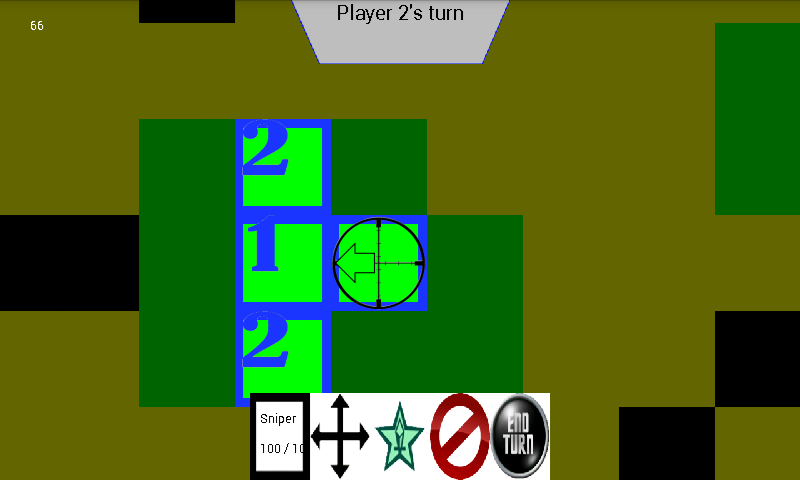 Player 2's turn
66
2
1
2
Sniper
100 / 10
END
TURN